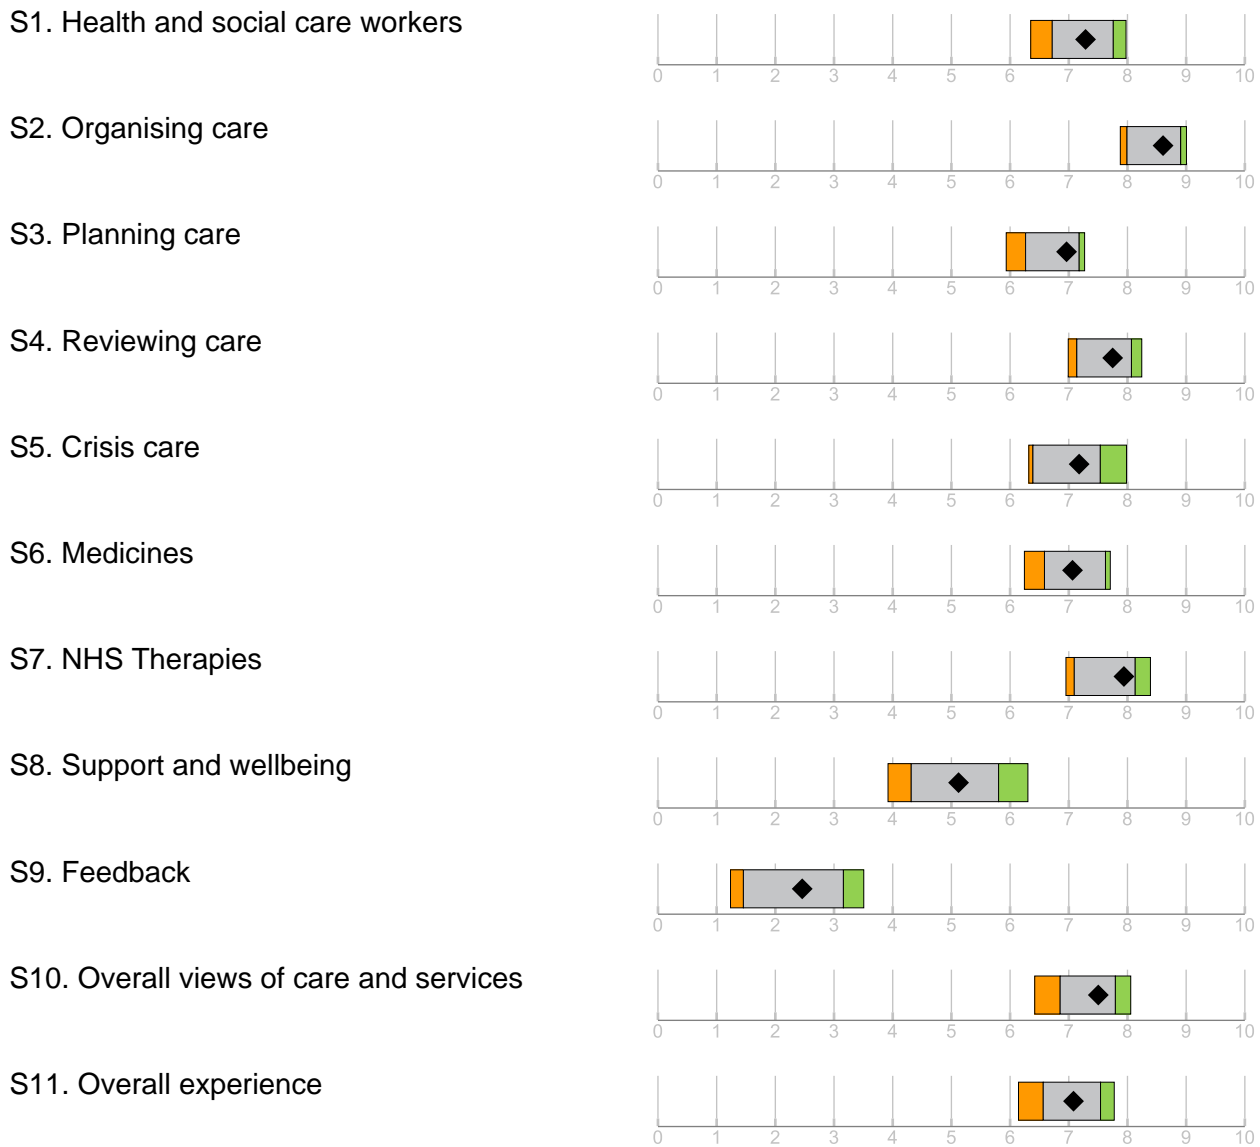 S1. Health and social care workers
0 1 2 3 4 5 6 7 8 9 10
S2. Organising care
0 1 2 3 4 5 6 7 8 9 10
S3. Planning care
0 1 2 3 4 5 6 7 8 9 10
S4. Reviewing care
0 1 2 3 4 5 6 7 8 9 10
S5. Crisis care
0 1 2 3 4 5 6 7 8 9 10
S6. Medicines
0 1 2 3 4 5 6 7 8 9 10
S7. NHS Therapies
0 1 2 3 4 5 6 7 8 9 10
S8. Support and wellbeing
0 1 2 3 4 5 6 7 8 9 10
S9. Feedback
0 1 2 3 4 5 6 7 8 9 10
S10. Overall views of care and services
0 1 2 3 4 5 6 7 8 9 10
S11. Overall experience
0 1 2 3 4 5 6 7 8 9 10